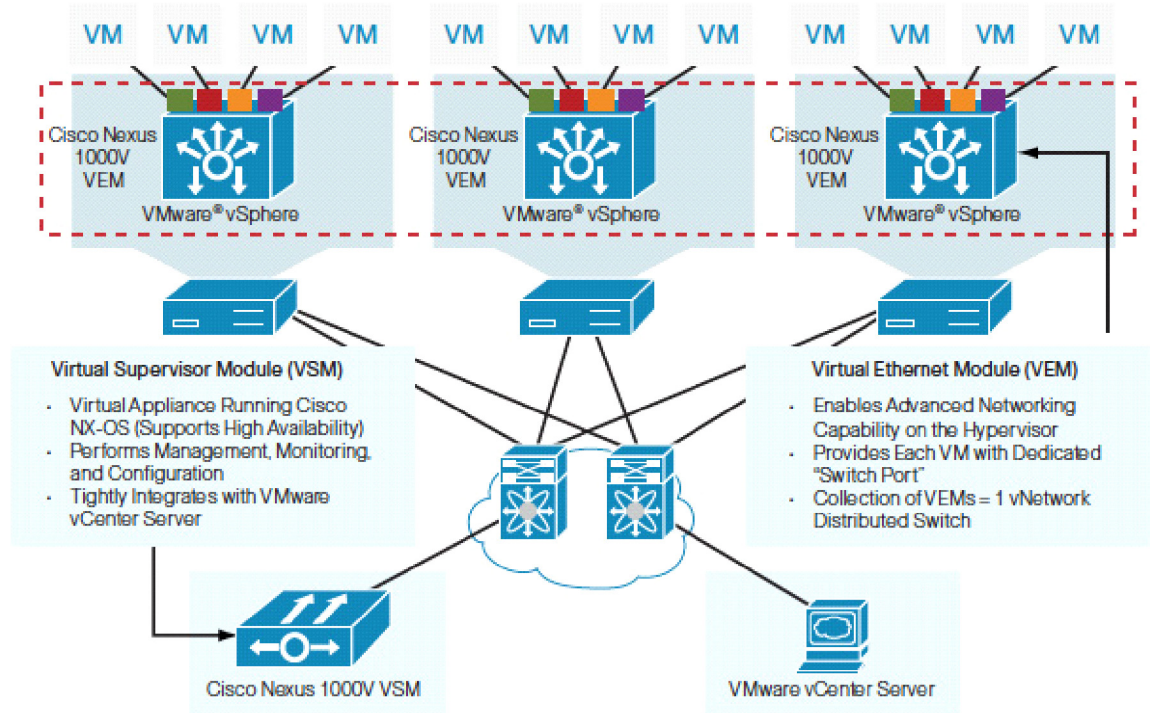 VM VM VM VM VM VM VM VM VM VM VM VM
Cisco Nexus
1000V
VEM
VMware® vSphere
Cisco Nexus
1000V
VEM
VMware® vSphere
Cisco Nexus
1000V
VEM
VMware® vSphere
Virtual Supervisor Module (VSM)
· Virtual Appliance Running Cisco
NX-OS (Supports High Availability)
· Performs Management, Monitoring,
and Configuration
· Tightly Integrates with VMware
vCenter Server
Virtual Ethernet Module (VEM)
· Enables Advanced Networking
Capability on the Hypervisor
· Provides Each VM with Dedicated
“Switch Port”
· Collection of VEMs = 1 vNetwork
Distributed Switch
Cisco Nexus 1000V VSM
VMware vCenter Server